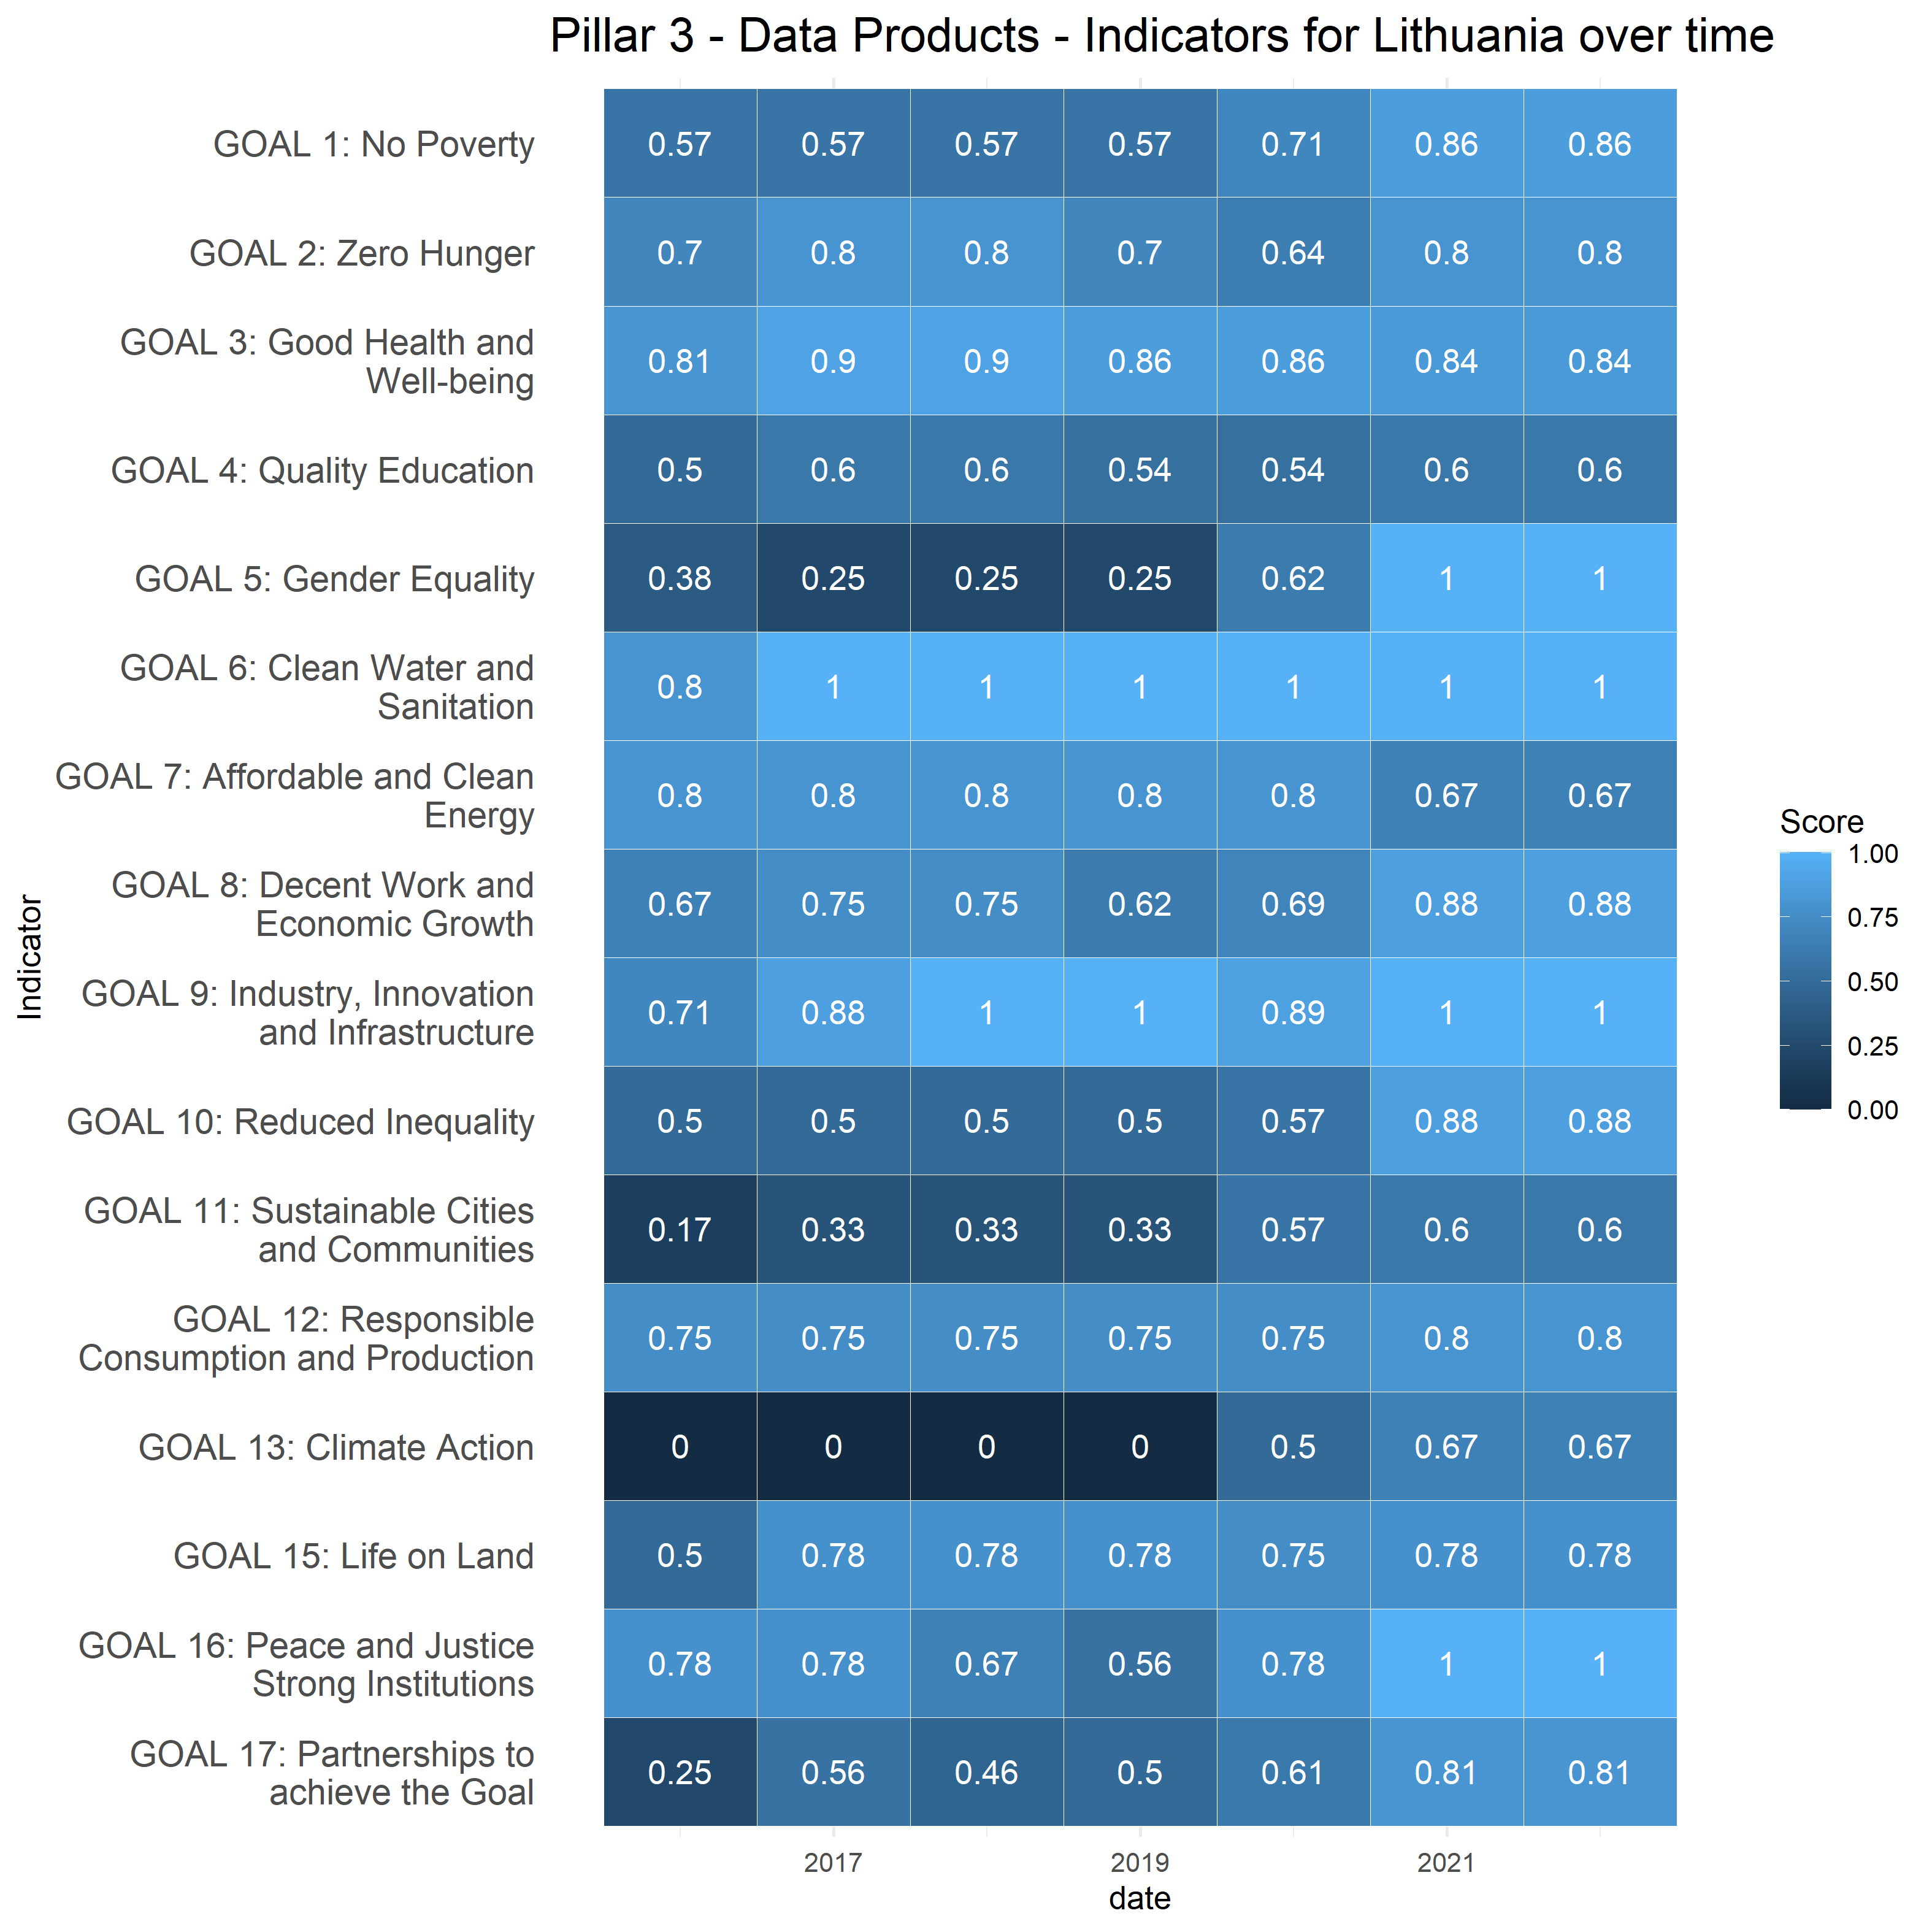 Pillar 3 - Data Products - Indicators for Lithuania over time
GOAL 1: No Poverty 0.57 0.57 0.57 0.57 0.71 0.86 0.86
GOAL 2: Zero Hunger 0.7 0.8 0.8 0.7 0.64 0.8 0.8
GOAL 3: Good Health and
Well-being
0.81 0.9 0.9 0.86 0.86 0.84 0.84
GOAL 4: Quality Education 0.5 0.6 0.6 0.54 0.54 0.6 0.6
GOAL 5: Gender Equality 0.38 0.25 0.25 0.25 0.62 1 1
GOAL 6: Clean Water and
Sanitation
0.8 1 1 1 1 1 1
GOAL 7: Affordable and Clean
Energy
0.8 0.8 0.8 0.8 0.8 0.67 0.67
GOAL 8: Decent Work and
Economic Growth
0.67 0.75 0.75 0.62 0.69 0.88 0.88
GOAL 9: Industry, Innovation
and Infrastructure
0.71 0.88 1 1 0.89 1 1
GOAL 10: Reduced Inequality 0.5 0.5 0.5 0.5 0.57 0.88 0.88
GOAL 11: Sustainable Cities
and Communities
0.17 0.33 0.33 0.33 0.57 0.6 0.6
GOAL 12: Responsible
Consumption and Production
0.75 0.75 0.75 0.75 0.75 0.8 0.8
GOAL 13: Climate Action 0 0 0 0 0.5 0.67 0.67
GOAL 15: Life on Land 0.5 0.78 0.78 0.78 0.75 0.78 0.78
GOAL 16: Peace and Justice
Strong Institutions
0.78 0.78 0.67 0.56 0.78 1 1
GOAL 17: Partnerships to
achieve the Goal
0.25 0.56 0.46 0.5 0.61 0.81 0.81
2017 2019 2021
date
Indicator
Score
1.00
0.75
0.50
0.25
0.00